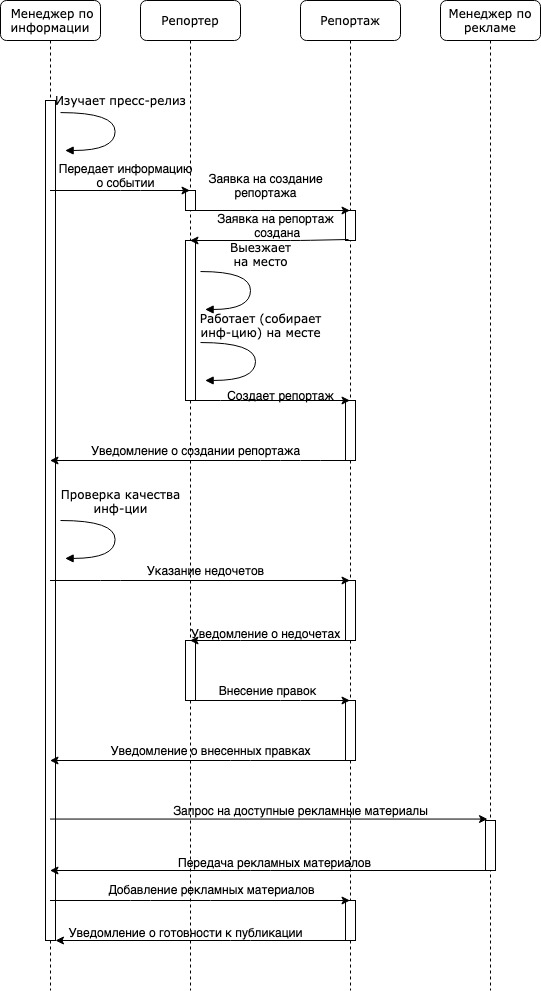 Менеджер по
информации
Репортер
Репортаж
Менеджер по
рекламе
Изучает пресс-релиз
Передает информацию
о событии
Заявка на создание
репортажа
Заявка на репортаж
создана
Выезжает
на место
Работает (собирает
инф-цию) на месте
Создает репортаж
Уведомление о создании репортажа
Проверка качества
инф-ции
Указание недочетов
Уведомление о недочетах
Внесение правок
Уведомление о внесенных правках
Запрос на доступные рекламные материалы
Передача рекламных материалов
Добавление рекламных материалов
Уведомление о готовности к публикации